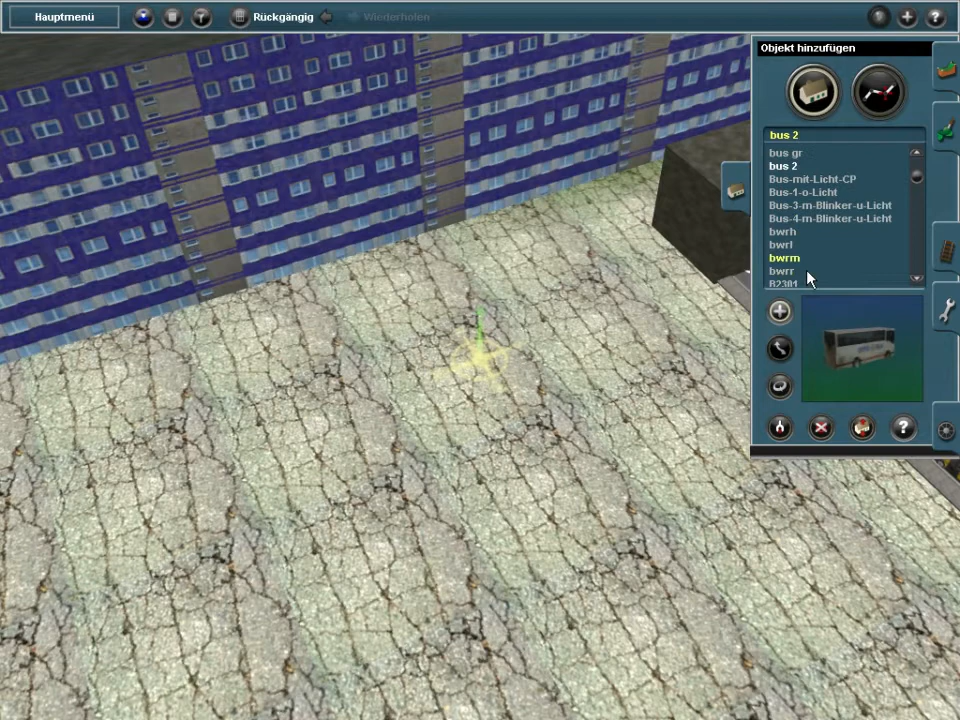 Hauptmenü
Rückgängig
Wiederholen
Objekt hinzufügen
bus 2
bus gr
bus 2
Bus-mit-Licht-CP
Bus-1-o-Licht
Bus-3-m-Blinker-u-Licht
Bus-4-m-Blinker-u-Licht
bwrh
bwrl
bwrm
bwrr
B2301